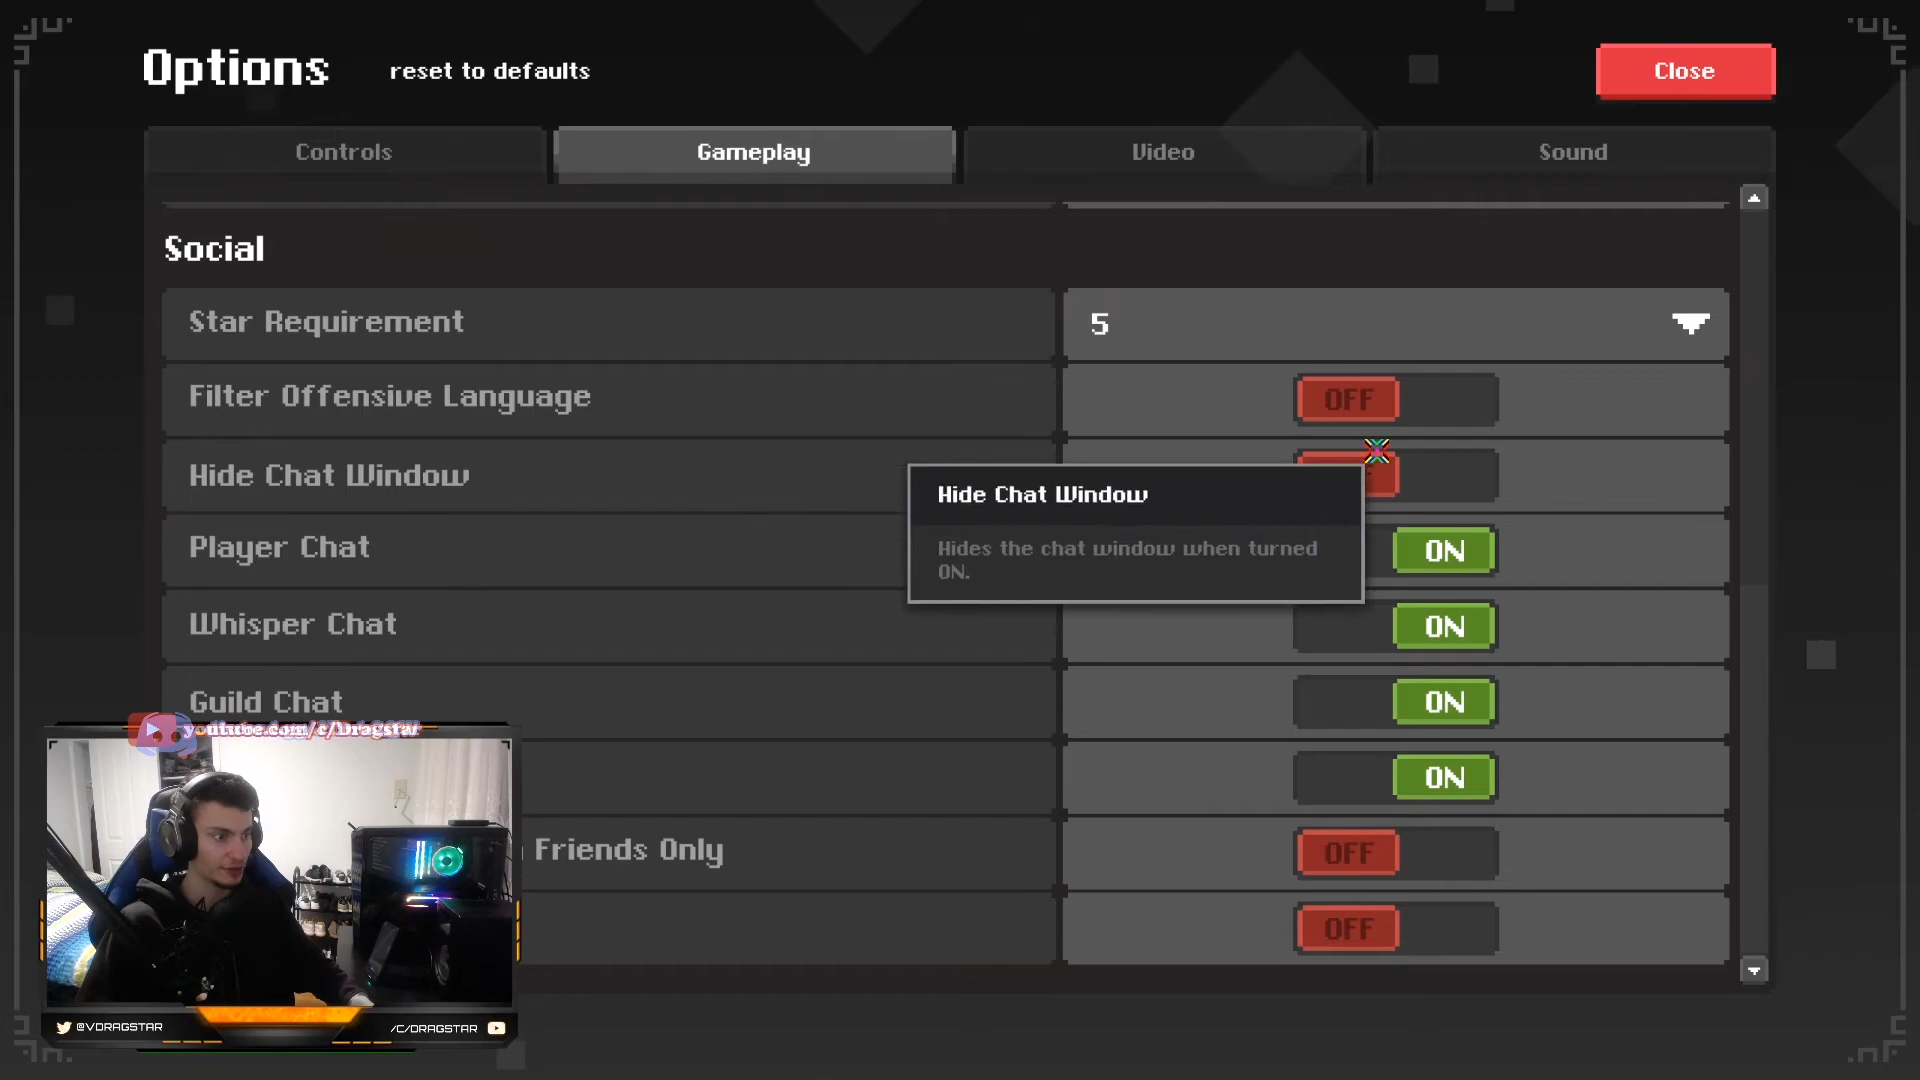 Options
reset to defaults
Close
Controls
Gameplay
Video
Sound
Social
Star Requirement
5
Filter Offensive Language
OFF
Hide Chat Window
Hide Chat Window
Hides the chat window when turned
ON.
Player Chat
ON
Whisper Chat
ON
Guild Chat
ON
ON
Friends Only
OFF
OFF
youtube.com/c/Dragstar
@VDRAGSTAR
/C/DRAGSTAR